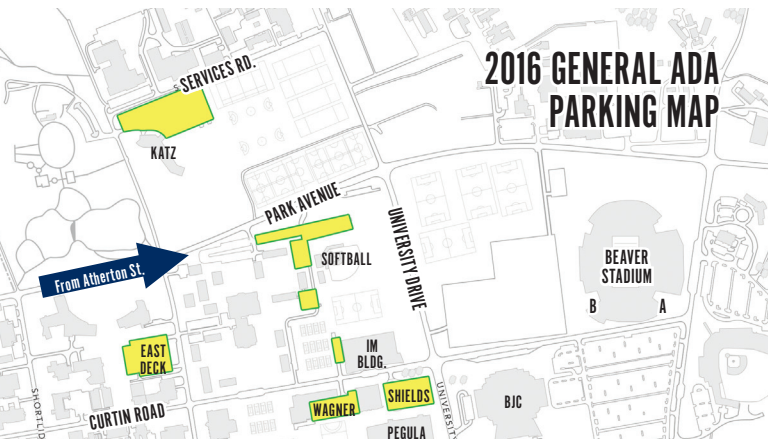 2016 GENERAL ADA
PARKING MAP
SERVICES RD.
KATZ
PARK AVENUE
UNIVERSITY DRIVE
SOFTBALL
From Atherton St.
BEAVER
STADIUM
B
A
EAST
DECK
IM
BLDG.
CURTIN ROAD
WAGNER
SHIELDS
BJC
PEGULA